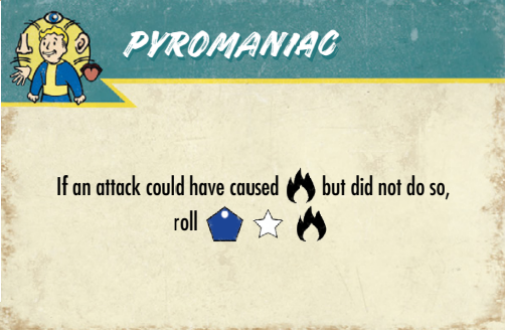 PYROMANIAC
If an attack could have caused but did not do so,
roll